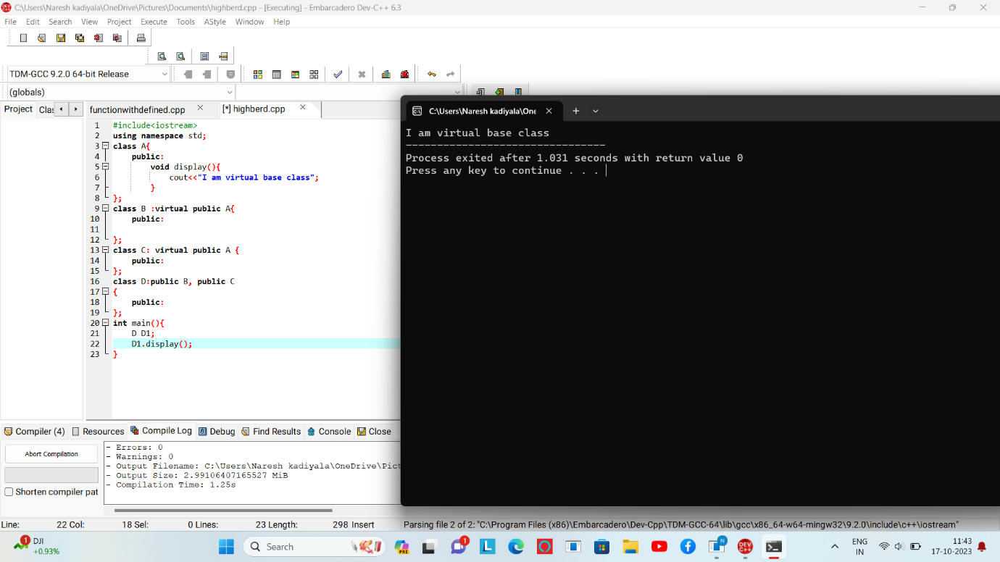 C:\Users\Naresh kadiyala\OneDrive\Pictures\Documents\highberd.cpp - [Executing] - Embarcadero Dev-C++ 6.3
File Edit Search View Project Execute Tools AStyle Window Help
TDM-GCC 9.2.0 64-bit Release
(globals)
Project Clas functionwithdefined.cpp [*] highberd.cpp
1 #include<iostream>
2 using namespace std;
3 class A{
4 public:
5 void display(){
6 cout<<"I am virtual base class";
7 }
8 };
9 class B :virtual public A{
10 public:
11
12 };
13 class C: virtual public A {
14 public:
15 };
16 class D:public B, public C
17 {
18 public:
19 };
20 int main(){
21 D D1;
22 D1.display();
23 }
C:\Users\Naresh kadiyala\One
I am virtual base class
--------------------------------
Process exited after 1.031 seconds with return value 0
Press any key to continue . . .
Compiler (4) Resources Compile Log Debug Find Results Console Close
Abort Compilation
Shorten compiler pat
- Errors: 0
- Warnings: 0
- Output Filename: C:\Users\Naresh kadiyala\OneDrive\Pict
- Output Size: 2.99106407165527 MiB
- Compilation Time: 1.25s
Line: 22 Col: 18 Sel: 0 Lines: 23 Length: 298 Insert Parsing file 2 of 2: "C:\Program Files (x86)\Embarcadero\Dev-Cpp\TDM-GCC-64\lib\gcc\x86_64-w64-mingw32\9.2.0\include\c++\iostream"
1 DJI
+0.93%
Search
PRE
1
L
N
DEV C++
ENG
IN
11:43
17-10-2023